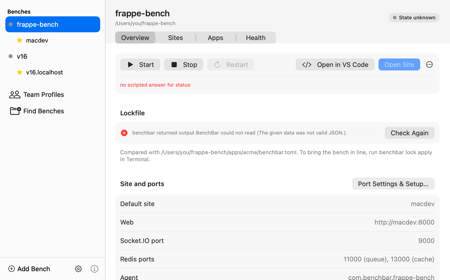 Benches
frappe-bench
macdev
v16
v16.localhost
Team Profiles
Find Benches
Add Bench
frappe-bench
/Users/you/frappe-bench
State unknown
Overview
Sites
Apps
Health
Start
Stop
Restart
Open in VS Code
Open Site
no scripted answer for status
Lockfile
benchbar returned output BenchBar could not read (The given data was not valid JSON.).
Check Again
Compared with /Users/you/frappe-bench/apps/acme/benchbar.toml. To bring the bench in line, run benchbar lock apply
in Terminal.
Site and ports
Port Settings & Setup...
Default site
macdev
Web
http://macdev:8000
Socket.IO port
9000
Redis ports
11000 (queue), 13000 (cache)
Agent
com.benchbar.frappe-bench